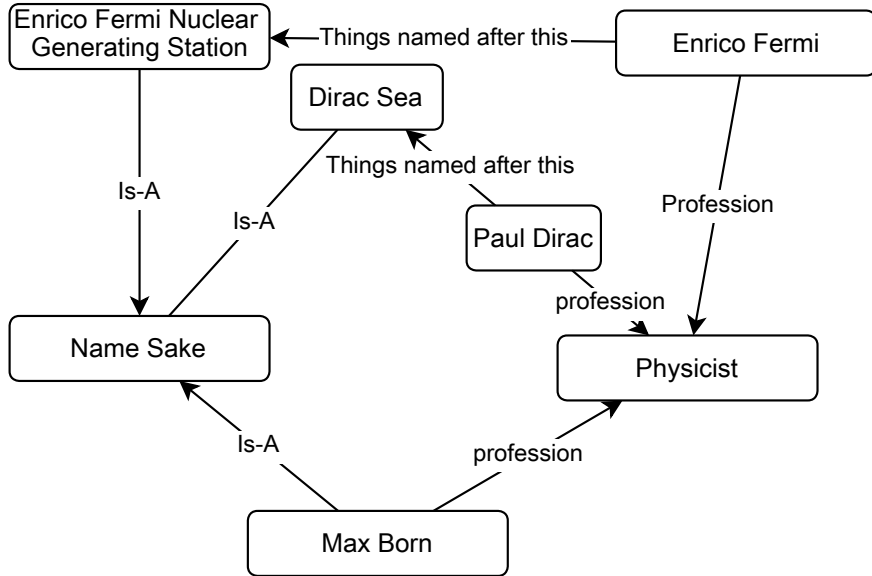 Enrico Fermi Nuclear
Generating Station
Things named after this
Enrico Fermi
Dirac Sea
Things named after this
Is-A
Is-A
Profession
Paul Dirac
profession
Name Sake
Physicist
Is-A
profession
Max Born